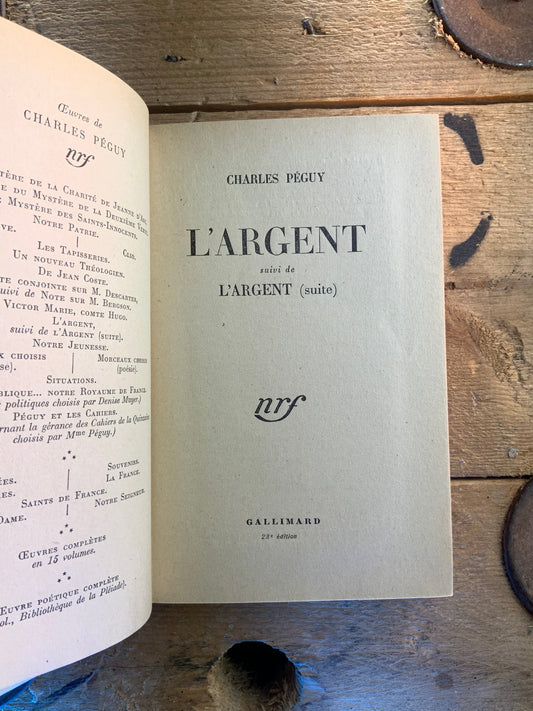 Œuvres de
CHARLES PÉGUY
nrf
DE LA CHARITÉ DE JEANNE D'ARC.
DU MYSTÈRE DE LA DEUXIÈME VERTU.
MYSTÈRE DES SAINTS-INNOCENTS.
NOTRE PATRIE.
CLIO.
LES TAPISSERIES.
UN NOUVEAU THÉOLOGIEN.
DE JEAN COSTE.
CONJOINTE SUR M. DESCARTES,
suivi de NOTE SUR M. BERGSON.
VICTOR MARIE, COMTE HUGO.
L'ARGENT,
suivi de L'ARGENT (SUITE).
NOTRE JEUNESSE.
CHOISIS
MORCEAUX CHOISIS
(poésie).
SITUATIONS.
NOTRE ROYAUME DE FRANCE
politiques choisis par Denise Mayer.)
PÉGUY ET LES CAHIERS.
la gérance des Cahiers de la Quinzaine
choisis par Mme Péguy.)
SOUVENIRS.
LA FRANCE.
SAINTS DE FRANCE.
DAME.
NOTRE SEIGNEUR.
ŒUVRES COMPLÈTES
en 15 volumes.
ŒUVRE POÉTIQUE COMPLÈTE
Bibliothèque de la Pléiade).
CHARLES PÉGUY
L'ARGENT
suivi de
L'ARGENT (suite)
nrf
GALLIMARD
23e édition